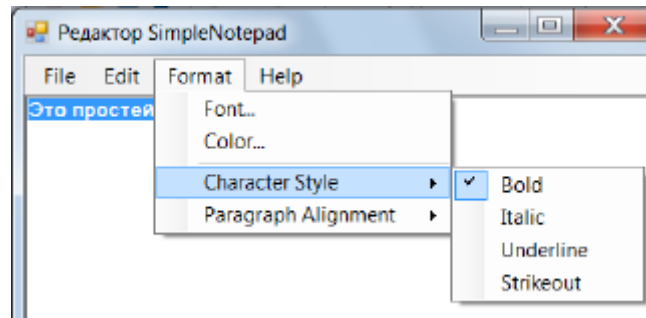 Редактор SimpleNotepad
File Edit Format Help
Это простей
Font...
Color...
Character Style
Paragraph Alignment
Bold
Italic
Underline
Strikeout